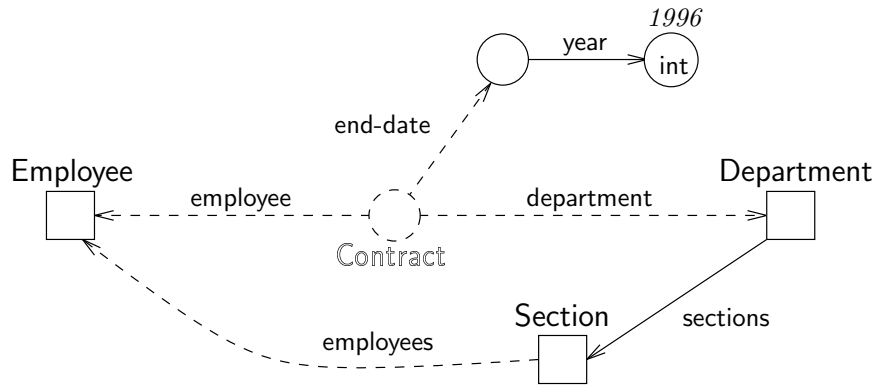 1996
year
int
end-date
Employee
Department
employee
department
Contract
Section
sections
employees